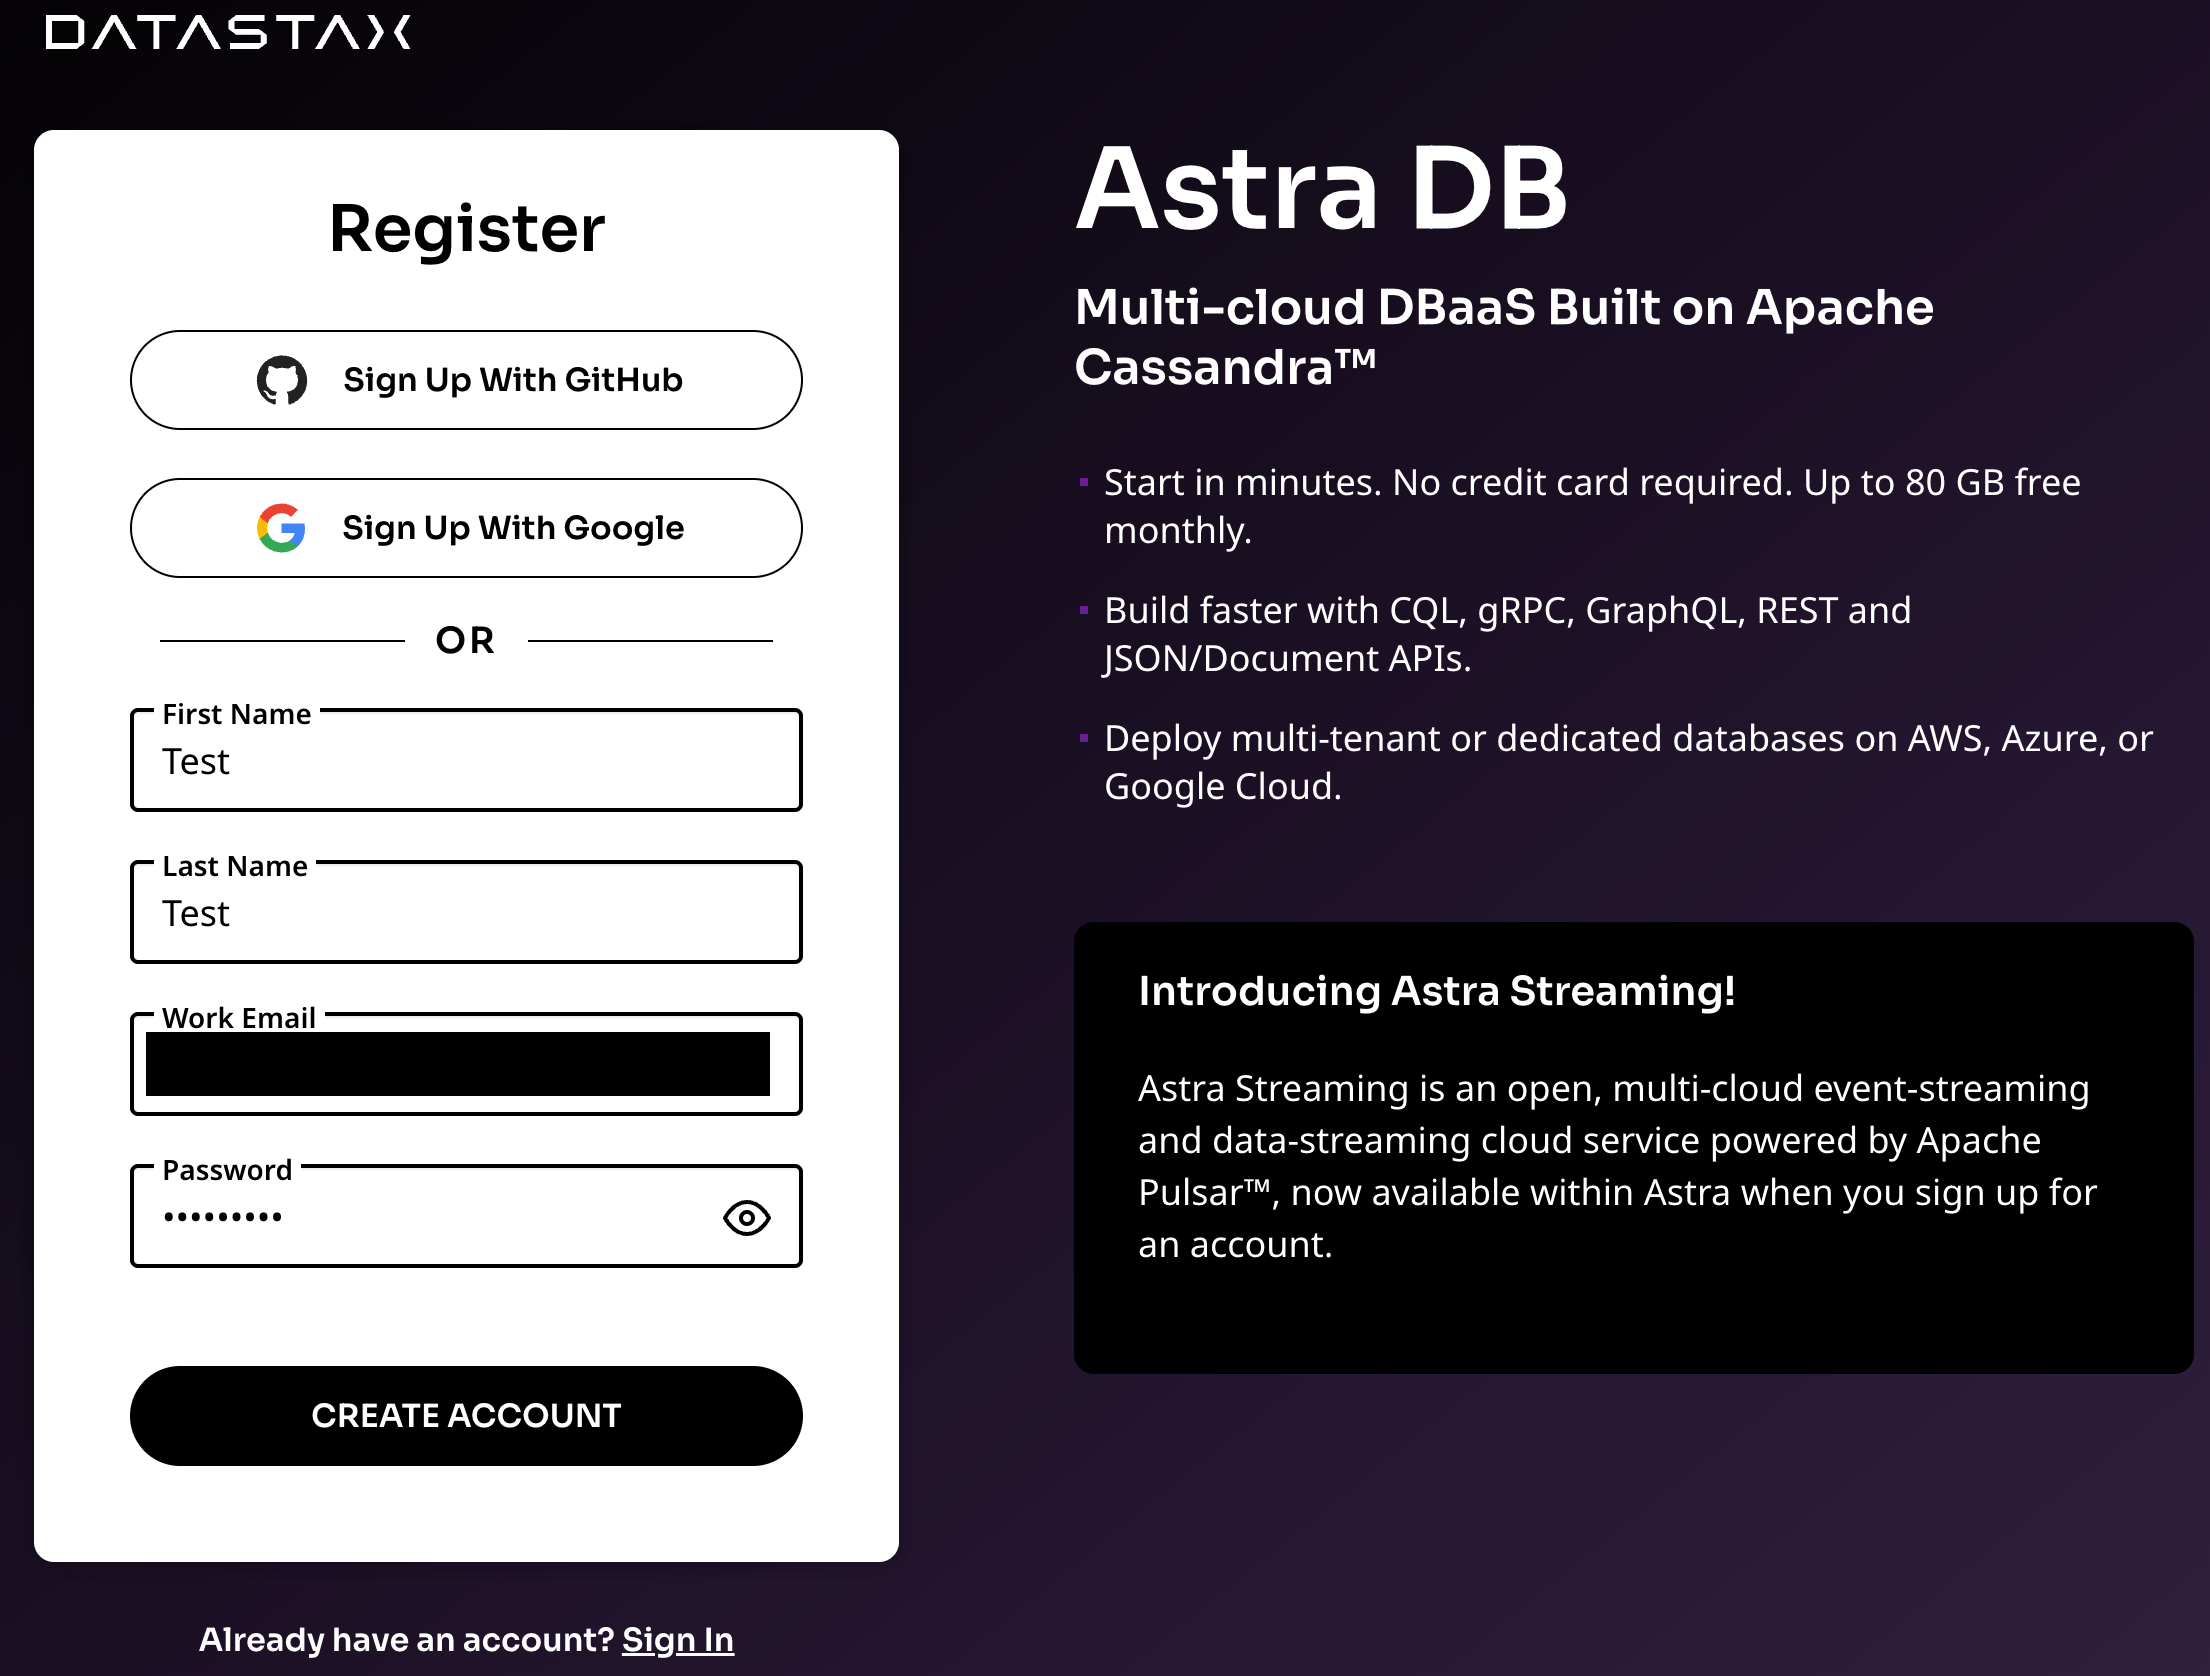 DATASTAX
Register
Sign Up With GitHub
Sign Up With Google
OR
First Name
Test
Last Name
Test
Work Email
Password
•••••••••
CREATE ACCOUNT
Already have an account? Sign In
Astra DB
Multi-cloud DBaaS Built on Apache
Cassandra™
Start in minutes. No credit card required. Up to 80 GB free
monthly.
Build faster with CQL, gRPC, GraphQL, REST and
JSON/Document APIs.
Deploy multi-tenant or dedicated databases on AWS, Azure, or
Google Cloud.
Introducing Astra Streaming!
Astra Streaming is an open, multi-cloud event-streaming
and data-streaming cloud service powered by Apache
Pulsar™, now available within Astra when you sign up for
an account.